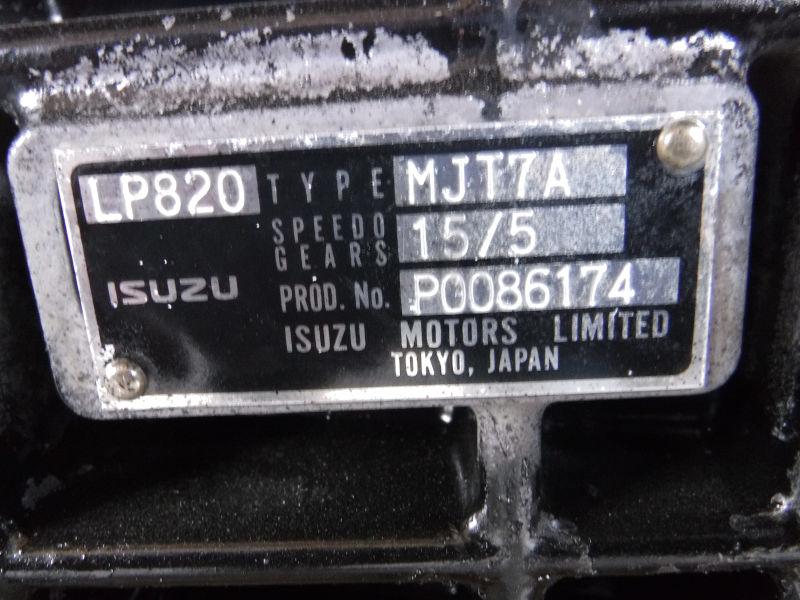 LP820 TYPE MJT7A
SPEEDO GEARS 15/5
ISUZU PROD. No. P0086174
ISUZU MOTORS LIMITED
TOKYO, JAPAN